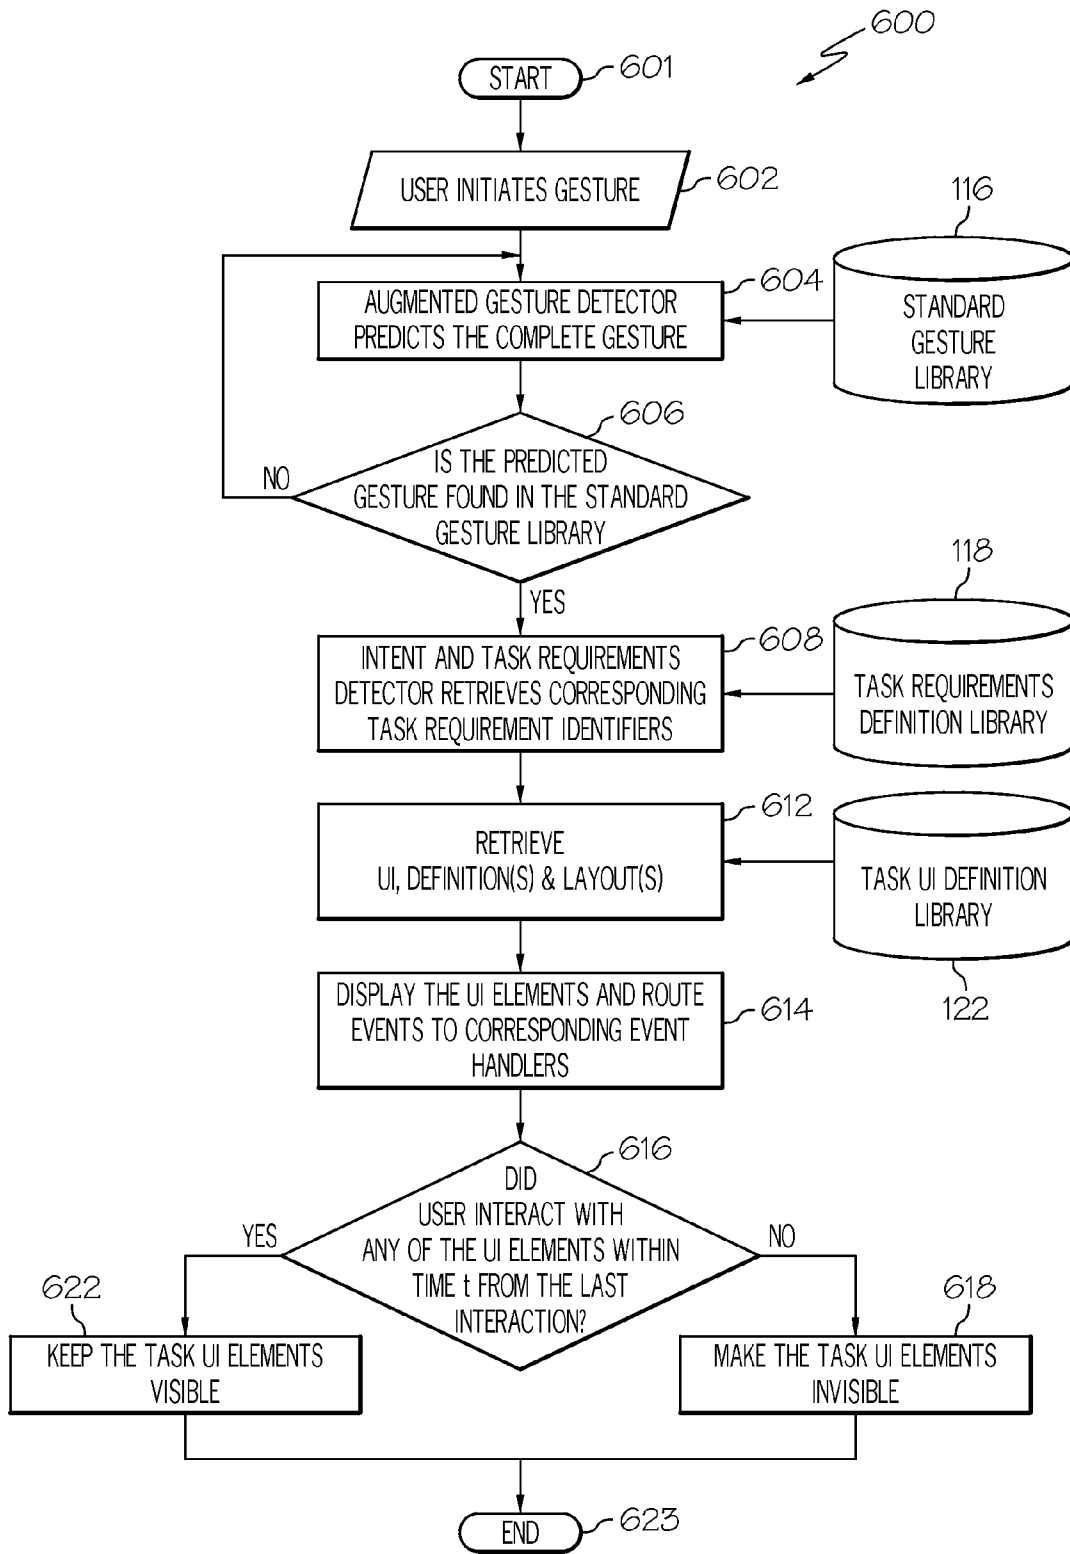 600
START
601
USER INITIATES GESTURE
602
116
AUGMENTED GESTURE DETECTOR
PREDICTS THE COMPLETE GESTURE
604
STANDARD
GESTURE
LIBRARY
606
IS THE PREDICTED
GESTURE FOUND IN THE STANDARD
GESTURE LIBRARY
NO
YES
118
INTENT AND TASK REQUIREMENTS
DETECTOR RETRIEVES CORRESPONDING
TASK REQUIREMENT IDENTIFIERS
608
TASK REQUIREMENTS
DEFINITION LIBRARY
RETRIEVE
UI, DEFINITION(S) & LAYOUT(S)
612
TASK UI DEFINITION
LIBRARY
122
DISPLAY THE UI ELEMENTS AND ROUTE
EVENTS TO CORRESPONDING EVENT
HANDLERS
614
616
DID
USER INTERACT WITH
ANY OF THE UI ELEMENTS WITHIN
TIME t FROM THE LAST
INTERACTION?
YES
NO
622
KEEP THE TASK UI ELEMENTS
VISIBLE
618
MAKE THE TASK UI ELEMENTS
INVISIBLE
END
623